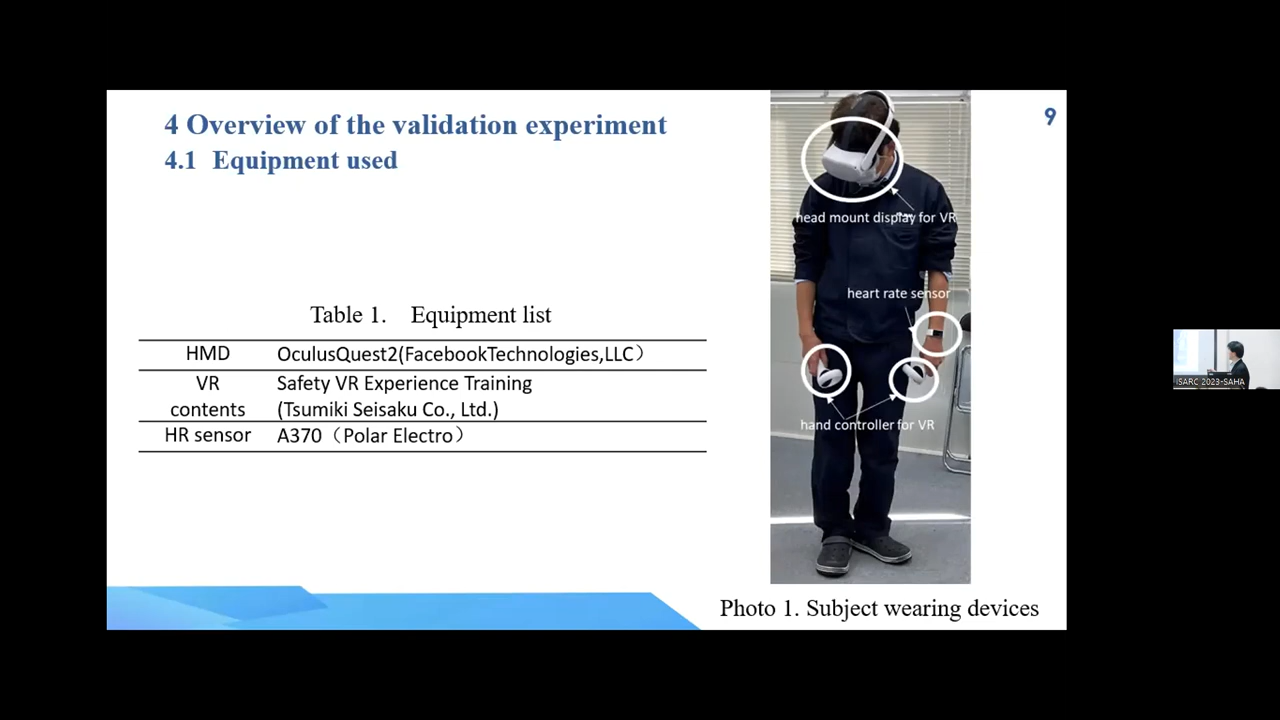 4 Overview of the validation experiment
9
4.1 Equipment used
head mount display for VR
heart rate sensor
hand controller for VR
Table 1. Equipment list
HMD OculusQuest2(FacebookTechnologies,LLC）
VR Safety VR Experience Training
contents (Tsumiki Seisaku Co., Ltd.)
HR sensor A370（Polar Electro）
Photo 1. Subject wearing devices
ISARC 2023-SAHA